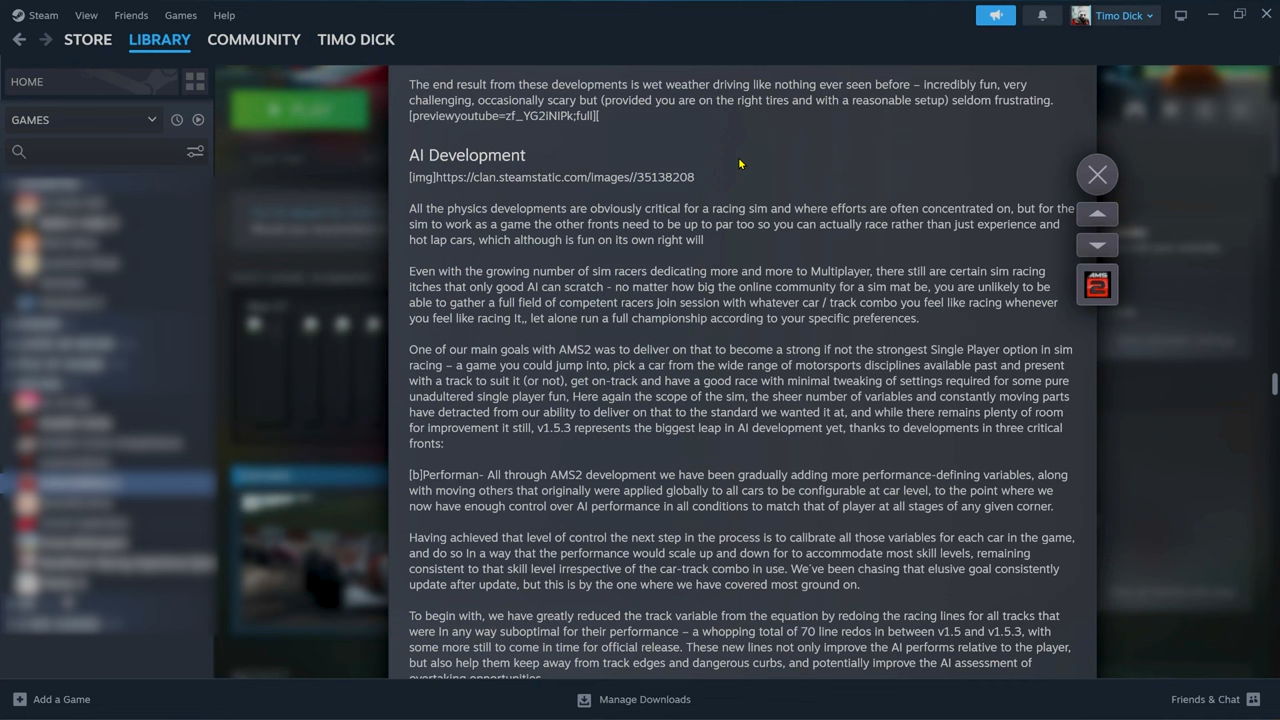 Steam View Friends Games Help
Timo Dick
STORE LIBRARY COMMUNITY TIMO DICK
HOME
GAMES
The end result from these developments is wet weather driving like nothing ever seen before – incredibly fun, very
challenging, occasionally scary but (provided you are on the right tires and with a reasonable setup) seldom frustrating.
[previewyoutube=zf_YG2iNIPk;full][
AI Development
[img]https://clan.steamstatic.com/images//35138208
All the physics developments are obviously critical for a racing sim and where efforts are often concentrated on, but for the
sim to work as a game the other fronts need to be up to par too so you can actually race rather than just experience and
hot lap cars, which although is fun on its own right will
Even with the growing number of sim racers dedicating more and more to Multiplayer, there still are certain sim racing
itches that only good AI can scratch - no matter how big the online community for a sim mat be, you are unlikely to be
able to gather a full field of competent racers join session with whatever car / track combo you feel like racing whenever
you feel like racing it,, let alone run a full championship according to your specific preferences.
One of our main goals with AMS2 was to deliver on that to become a strong if not the strongest Single Player option in sim
racing – a game you could jump into, pick a car from the wide range of motorsports disciplines available past and present
with a track to suit it (or not), get on-track and have a good race with minimal tweaking of settings required for some pure
unadultered single player fun, Here again the scope of the sim, the sheer number of variables and constantly moving parts
have detracted from our ability to deliver on that to the standard we wanted it at, and while there remains plenty of room
for improvement it still, v1.5.3 represents the biggest leap in AI development yet, thanks to developments in three critical
fronts:
[b]Performan- All through AMS2 development we have been gradually adding more performance-defining variables, along
with moving others that originally were applied globally to all cars to be configurable at car level, to the point where we
now have enough control over AI performance in all conditions to match that of player at all stages of any given corner.
Having achieved that level of control the next step in the process is to calibrate all those variables for each car in the game,
and do so in a way that the performance would scale up and down for to accommodate most skill levels, remaining
consistent to that skill level irrespective of the car-track combo in use. We've been chasing that elusive goal consistently
update after update, but this is by the one where we have covered most ground on.
To begin with, we have greatly reduced the track variable from the equation by redoing the racing lines for all tracks that
were in any way suboptimal for their performance – a whopping total of 70 line redos in between v1.5 and v1.5.3, with
some more still to come in time for official release. These new lines not only improve the AI performs relative to the player,
but also help them keep away from track edges and dangerous curbs, and potentially improve the AI assessment of
overtaking opportunities.
AMS
2
Add a Game Manage Downloads Friends & Chat